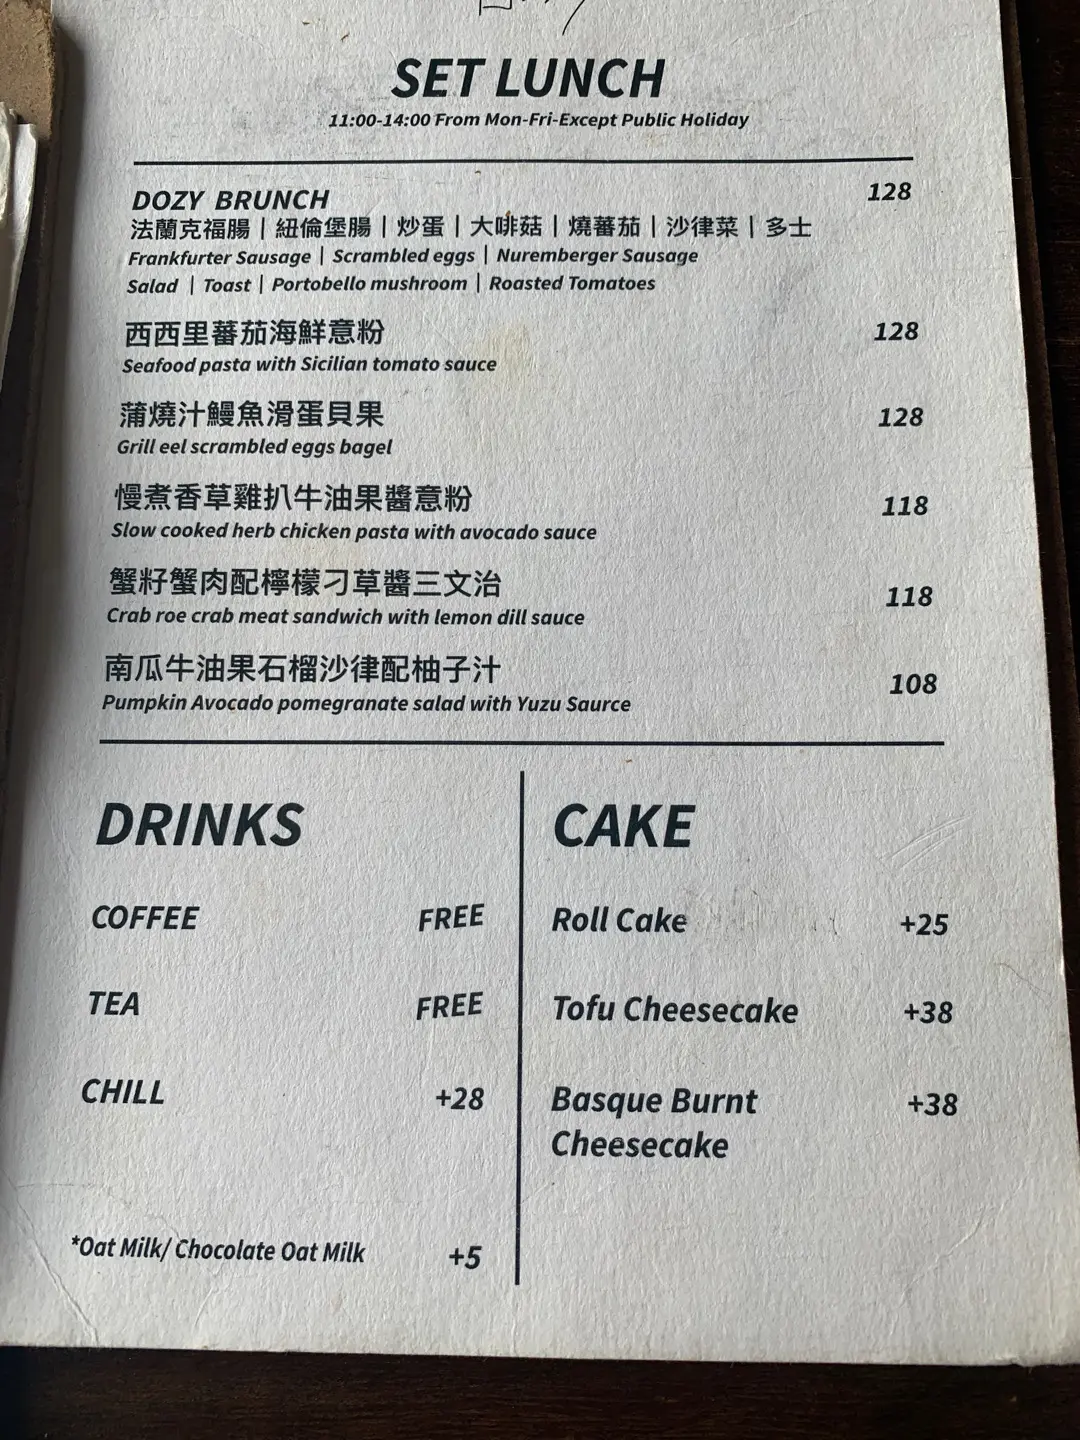 SET LUNCH
11:00-14:00 From Mon-Fri-Except Public Holiday
DOZY BRUNCH 128
法蘭克福腸 | 紐倫堡腸 | 炒蛋 | 大啡菇 | 燒蕃茄 | 沙律菜 | 多士
Frankfurter Sausage | Scrambled eggs | Nuremberger Sausage
Salad | Toast | Portobello mushroom | Roasted Tomatoes
西西里蕃茄海鮮意粉 128
Seafood pasta with Sicilian tomato sauce
蒲燒汁鰻魚滑蛋貝果 128
Grill eel scrambled eggs bagel
慢煮香草雞扒牛油果醬意粉 118
Slow cooked herb chicken pasta with avocado sauce
蟹籽蟹肉配檸檬刁草醬三文治 118
Crab roe crab meat sandwich with lemon dill sauce
南瓜牛油果石榴沙律配柚子汁 108
Pumpkin Avocado pomegranate salad with Yuzu Saurce
DRINKS
COFFEE FREE
TEA FREE
CHILL +28
*Oat Milk/ Chocolate Oat Milk +5
CAKE
Roll Cake +25
Tofu Cheesecake +38
Basque Burnt +38
Cheesecake